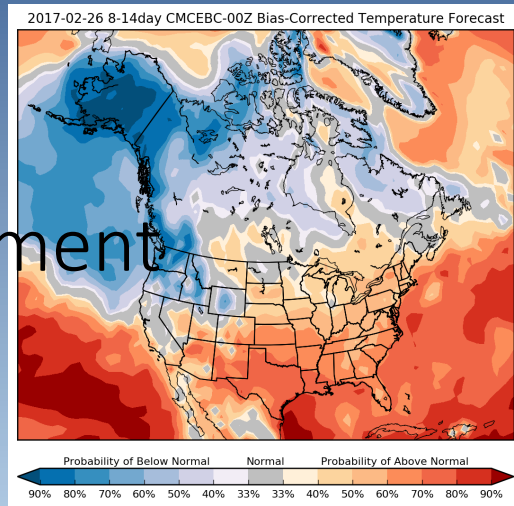 2017-02-26 8-14day CMCEBC-00Z Bias-Corrected Temperature Forecast
ment
Probability of Below Normal Normal Probability of Above Normal
90% 80% 70% 60% 50% 40% 33% 33% 40% 50% 60% 70% 80% 90%